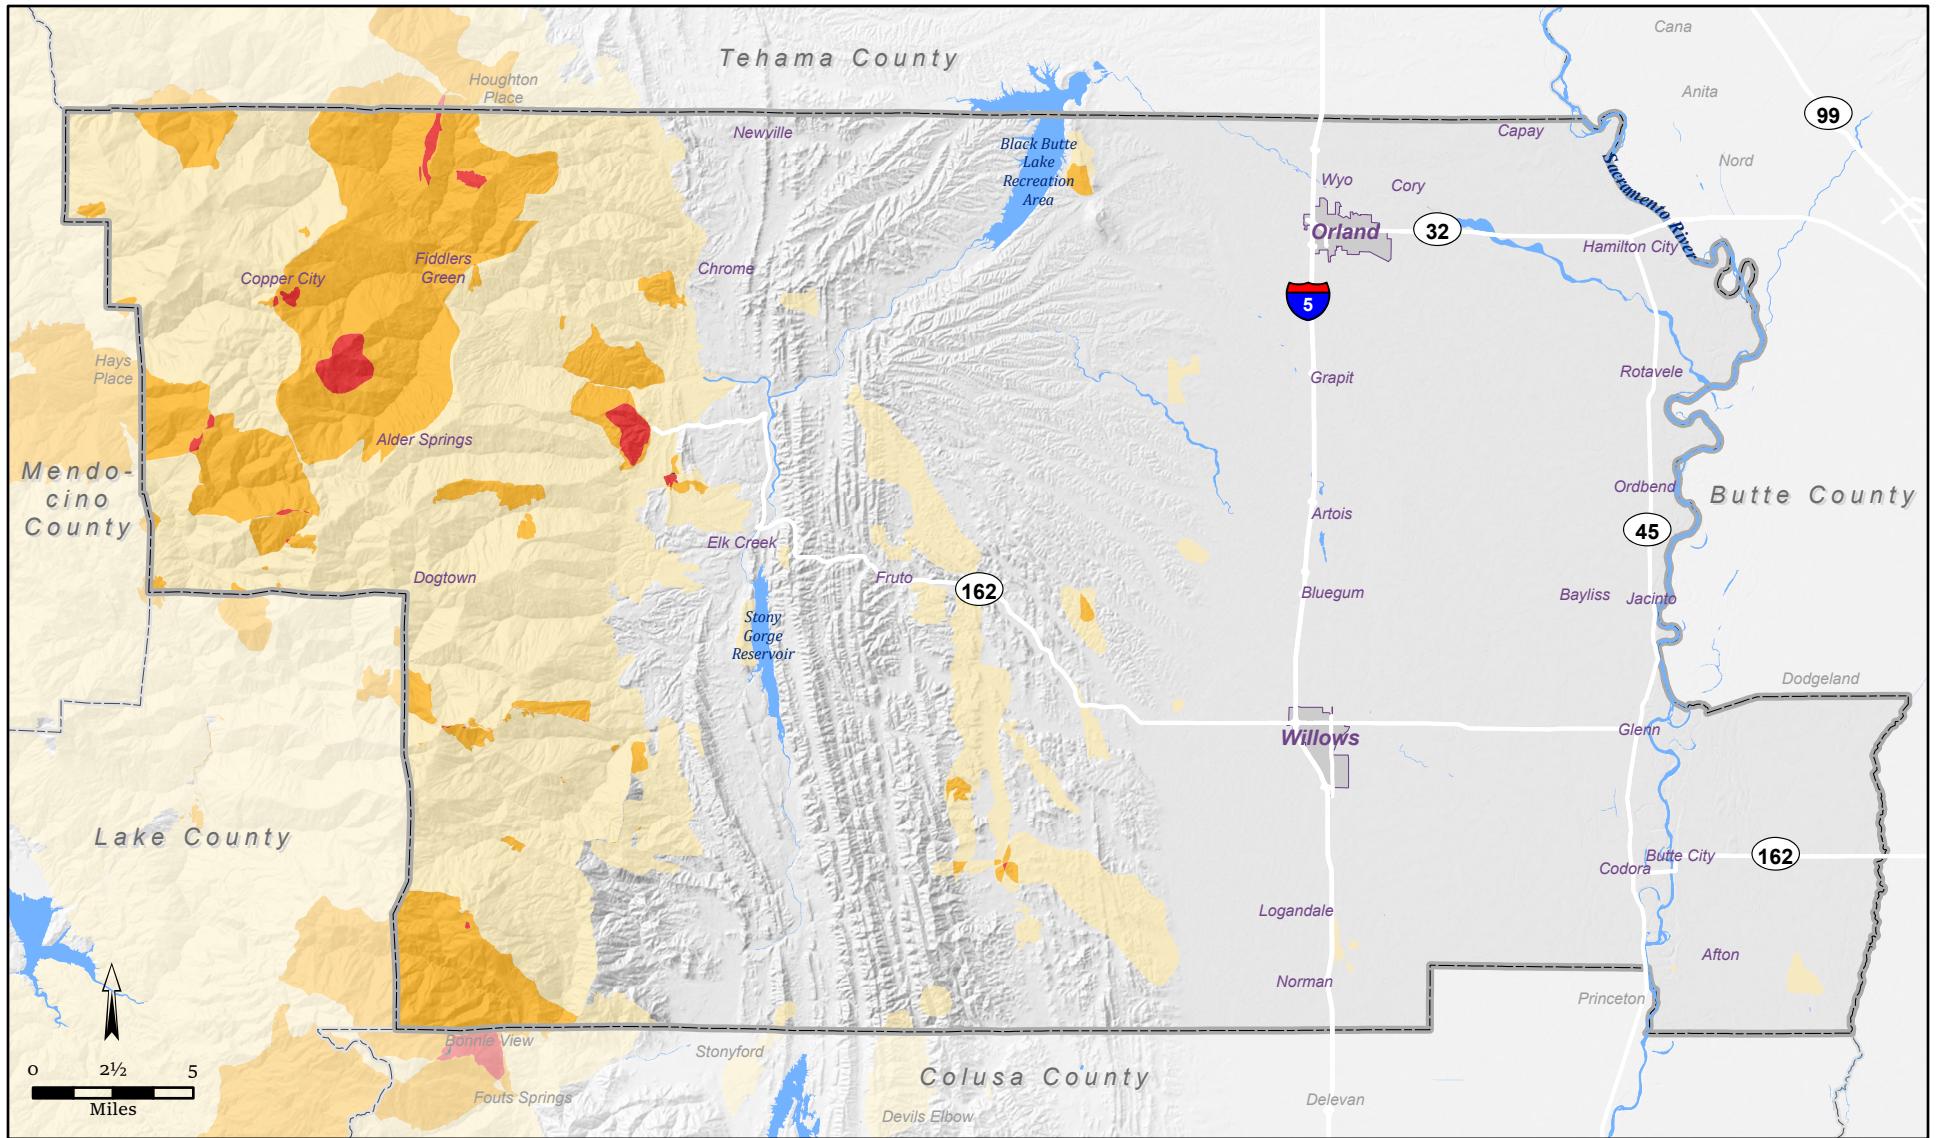 Cana
Tehama County
Houghton
Place
Anita
99
Newville
Capay
Black Butte
Lake
Recreation
Area
Nord
Wyo
Cory
Sacramento River
Orland
32
Hamilton City
Fiddlers
Green
Copper City
Chrome
5
Hays
Place
Grapit
Rotavele
Alder Springs
Mendo-
cino
County
Ordbend
Butte County
Artois
45
Elk Creek
Dogtown
Fruto
162
Bluegum
Bayliss
Jacinto
Stony
Gorge
Reservoir
Dodgeland
Glenn
Willows
Lake County
Butte City
162
Codora
Logandale
Afton
Norman
Princeton
Bonnie View
Stonyford
Colusa County
0 2½ 5
Miles
Fouts Springs
Devils Elbow
Delevan